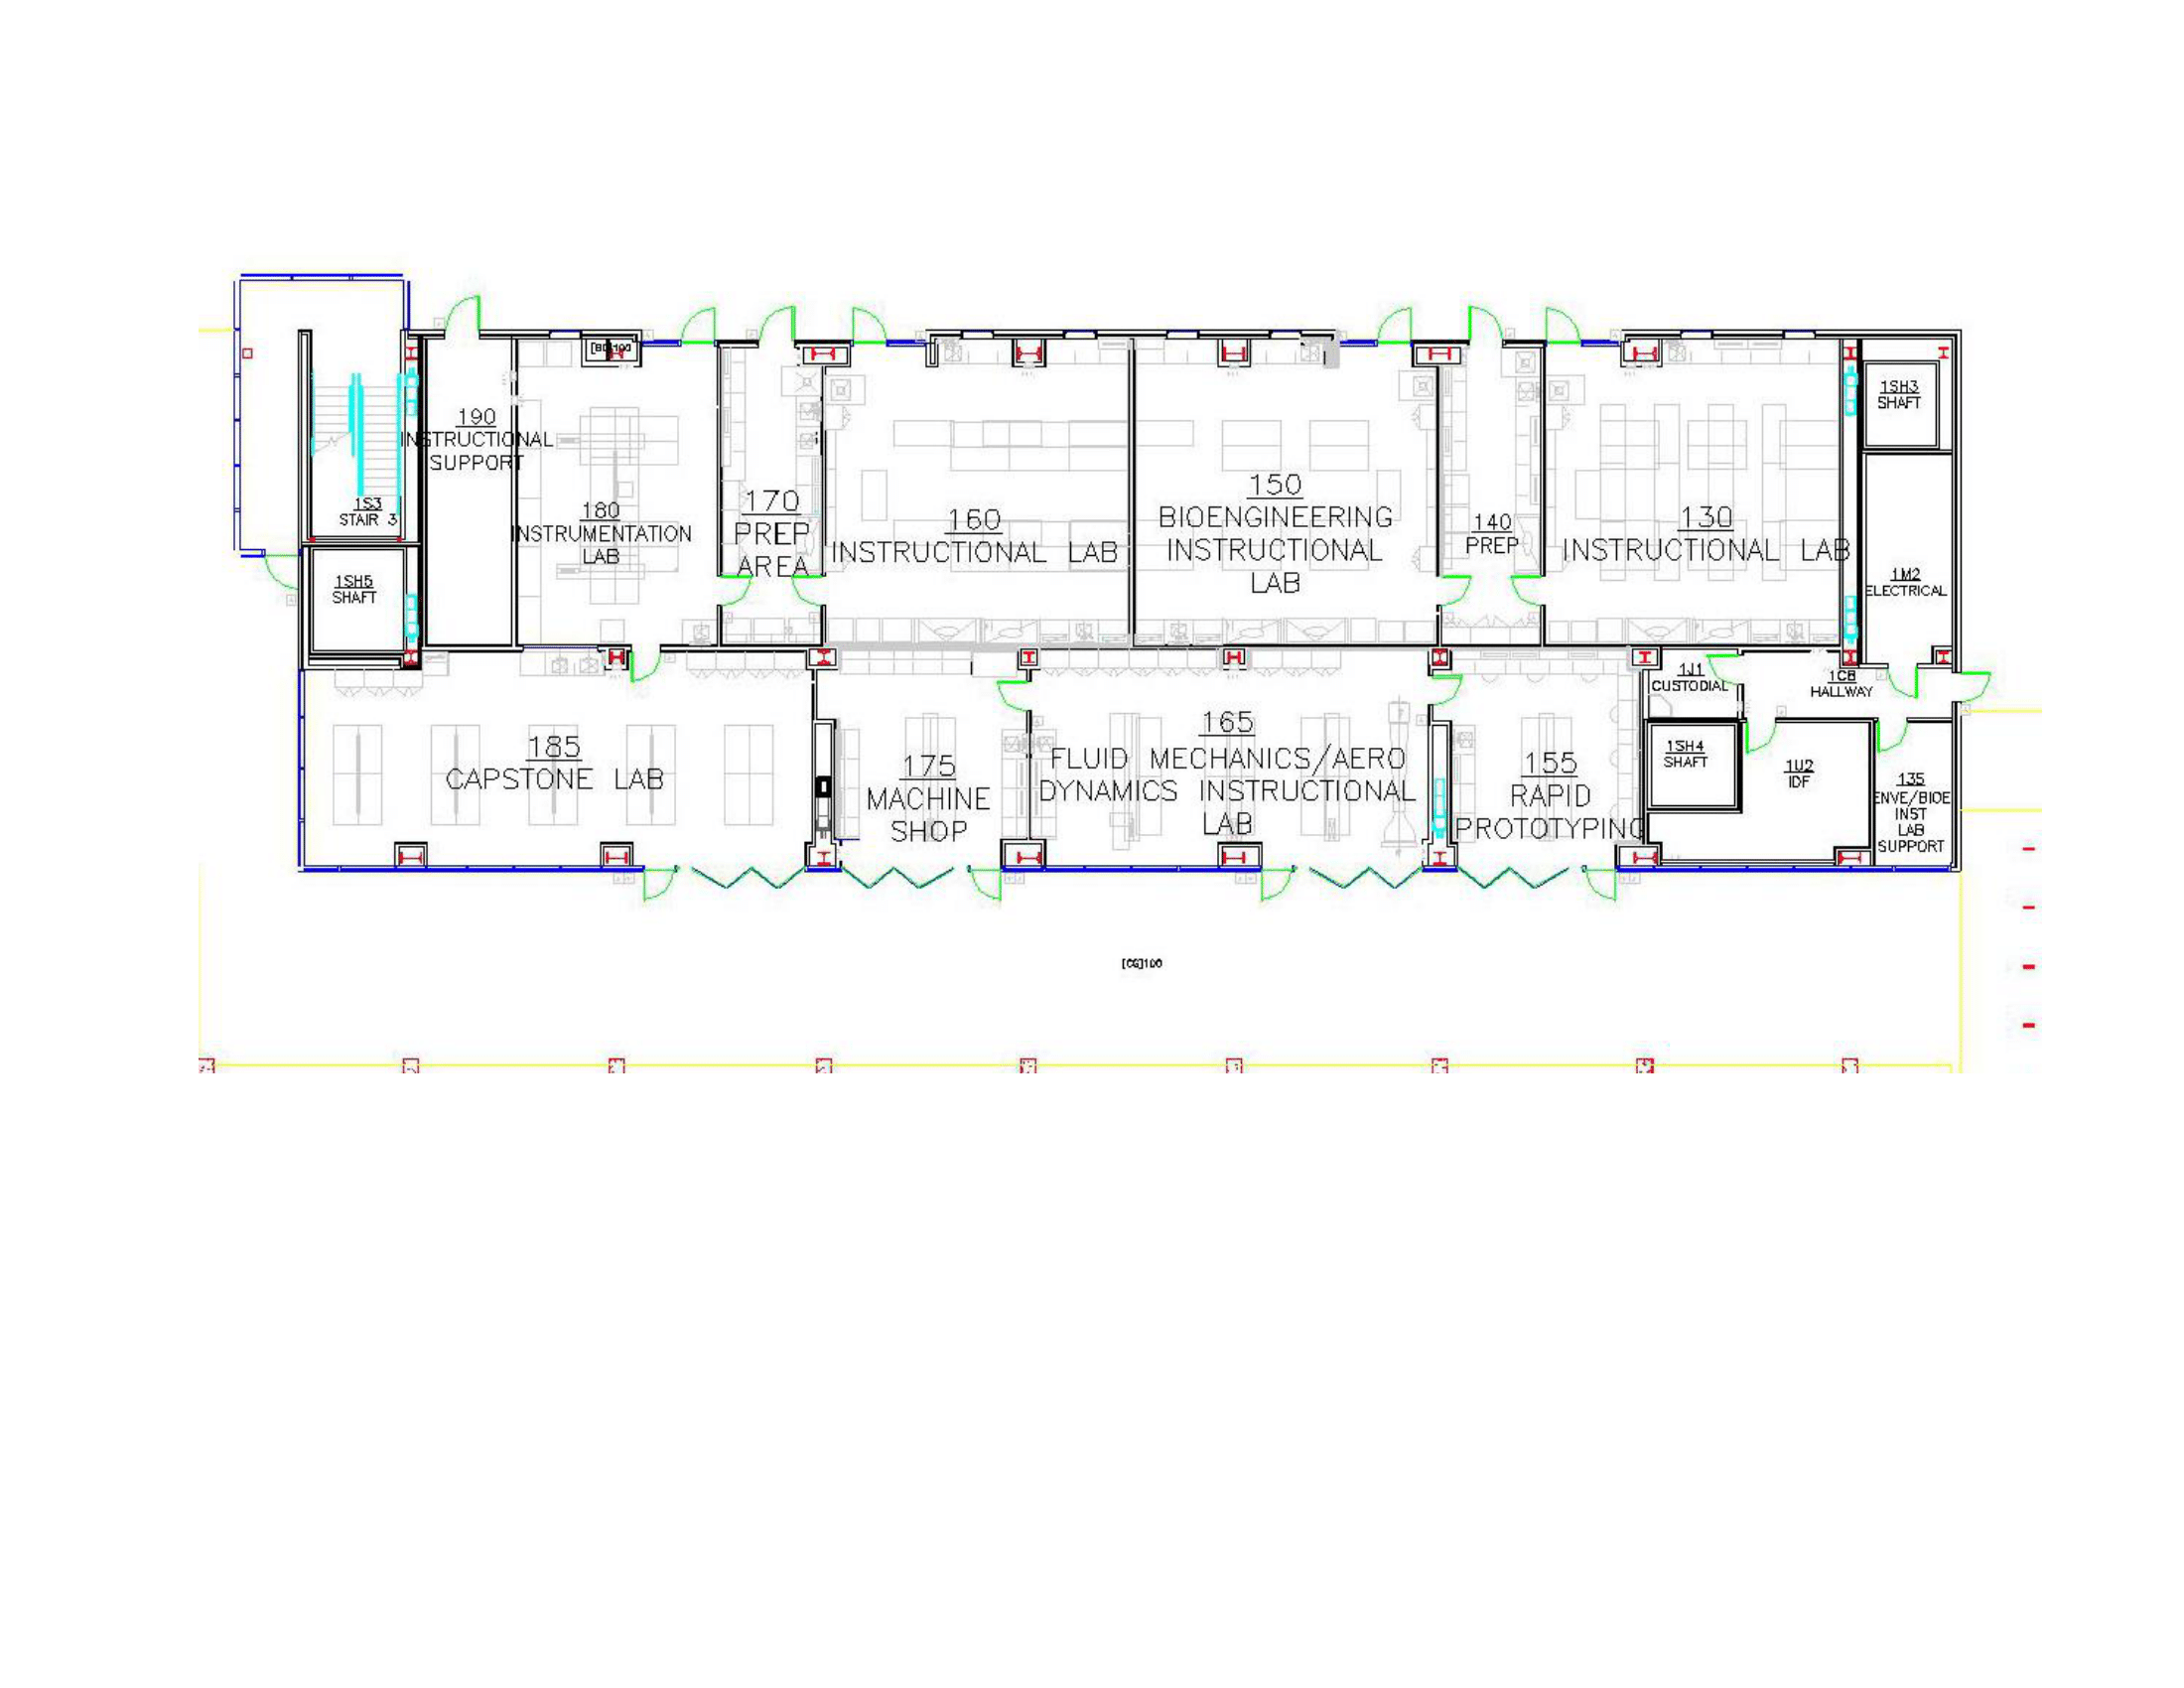 190
INSTRUCTIONAL
SUPPORT
180
INSTRUMENTATION
LAB
170
PREP
AREA
160
INSTRUCTIONAL LAB
150
BIOENGINEERING
INSTRUCTIONAL
LAB
140
PREP
130
INSTRUCTIONAL LAB
1SH3
SHAFT
1M2
ELECTRICAL
1S3
STAIR 3
1SH5
SHAFT
185
CAPSTONE LAB
175
MACHINE
SHOP
165
FLUID MECHANICS/AERO
DYNAMICS INSTRUCTIONAL
LAB
155
RAPID
PROTOTYPING
1J1
CUSTODIAL
1C8
HALLWAY
1SH4
SHAFT
1U2
IDF
135
ENVE/BIOE
INST
LAB
SUPPORT
[CG]100